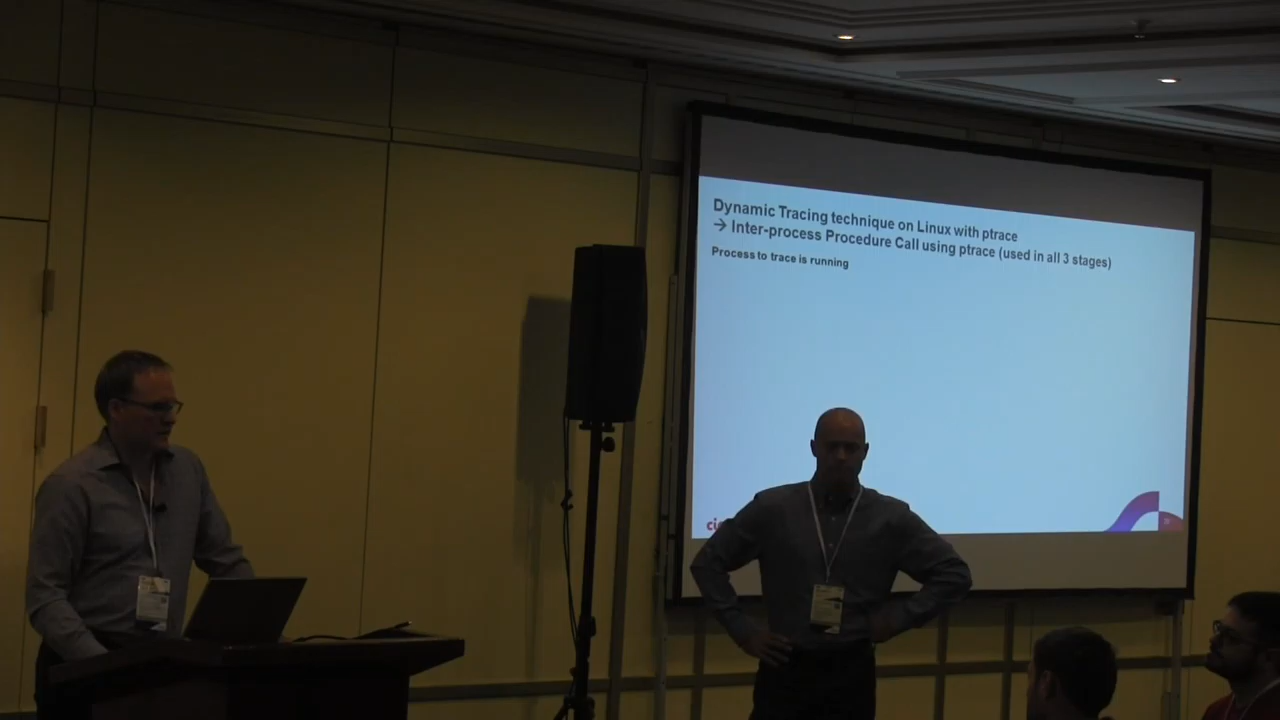 Dynamic Tracing technique on Linux with ptrace
→ Inter-process Procedure Call using ptrace (used in all 3 stages)
Process to trace is running